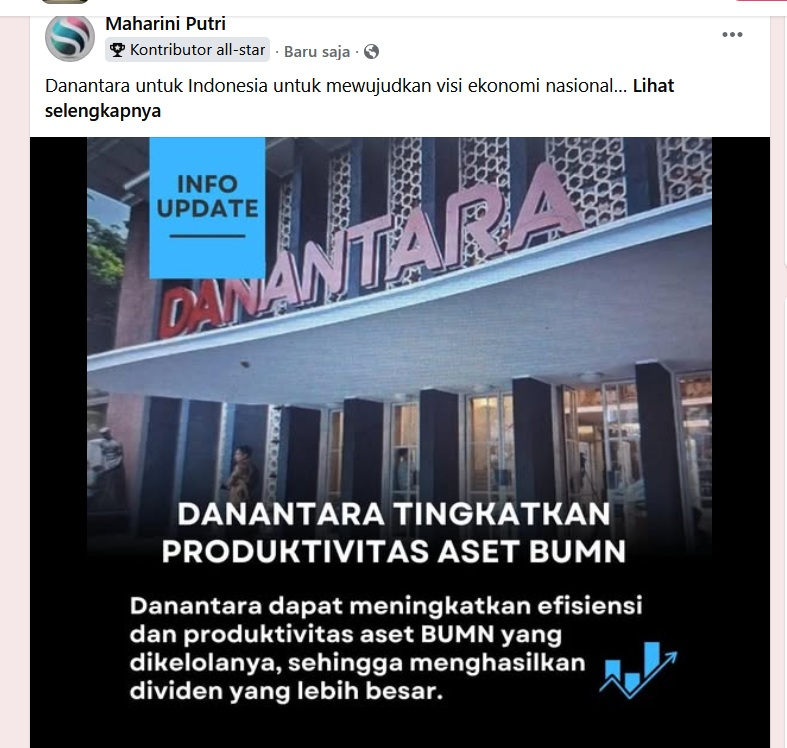 Maharini Putri
Kontributor all-star · Baru saja ·
Danantara untuk Indonesia untuk mewujudkan visi ekonomi nasional... Lihat
selengkapnya
INFO
UPDATE
DANANTARA
DANANTARA TINGKATKAN
PRODUKTIVITAS ASET BUMN
Danantara dapat meningkatkan efisiensi
dan produktivitas aset BUMN yang
dikelolanya, sehingga menghasilkan
dividen yang lebih besar.